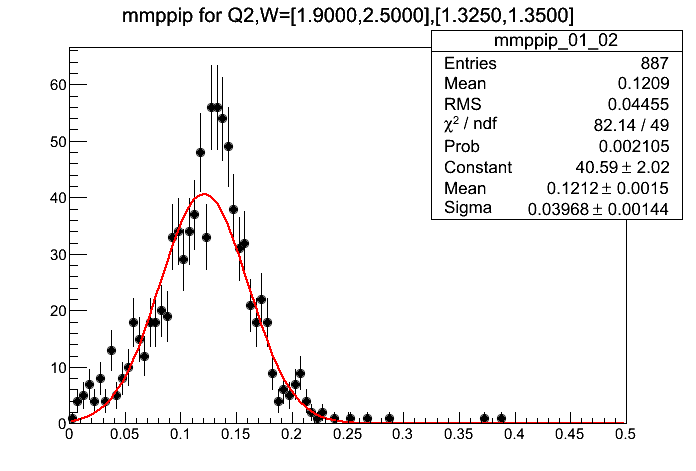 mmppip for Q2,W=[1.9000,2.5000],[1.3250,1.3500]
mmppip_01_02
Entries 887
Mean 0.1209
RMS 0.04455
χ² / ndf 82.14 / 49
Prob 0.002105
Constant 40.59 ± 2.02
Mean 0.1212 ± 0.0015
Sigma 0.03968 ± 0.00144
60
50
40
30
20
10
0
0 0.05 0.1 0.15 0.2 0.25 0.3 0.35 0.4 0.45 0.5